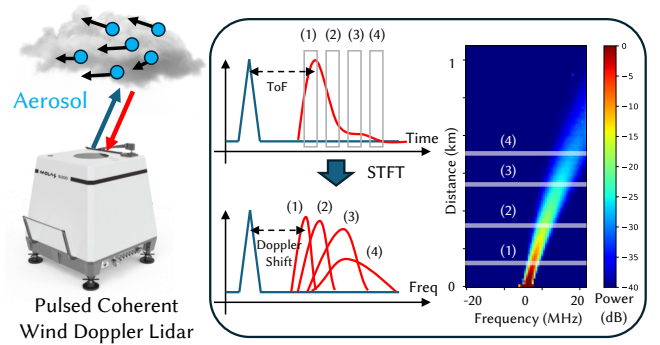 Aerosol
MOLAS
Pulsed Coherent
Wind Doppler Lidar
(1) (2) (3) (4)
ToF
Time
STFT
(1) (2) (3)
(4)
Doppler
Shift
Freq
Distance (km)
1
0
(4)
(3)
(2)
(1)
-20 0 20
Frequency (MHz)
0
−5
−10
−15
−20
−25
−30
−35
−40
Power
(dB)